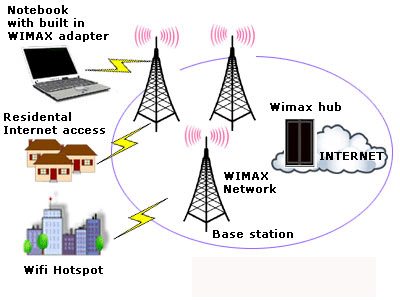 Notebook
with built in
WIMAX adapter
Residental
Internet access
Wifi Hotspot
Wimax hub
INTERNET
WIMAX
Network
Base station